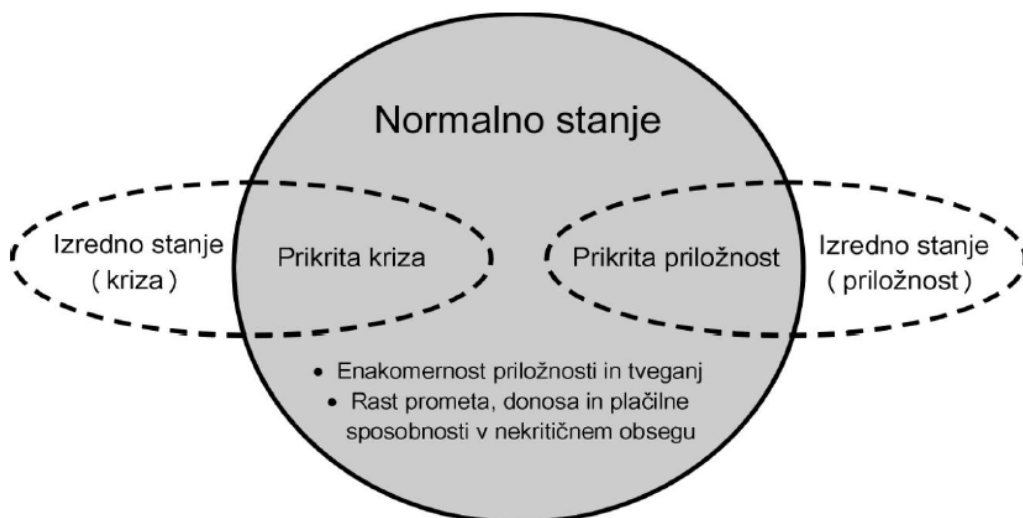 Normalno stanje
Izredno stanje
( kriza )
Prikrita kriza
Prikrita priložnost
Izredno stanje
( priložnost )
• Enakomernost priložnosti in tveganj
• Rast prometa, donosa in plačilne
sposobnosti v nekritičnem obsegu